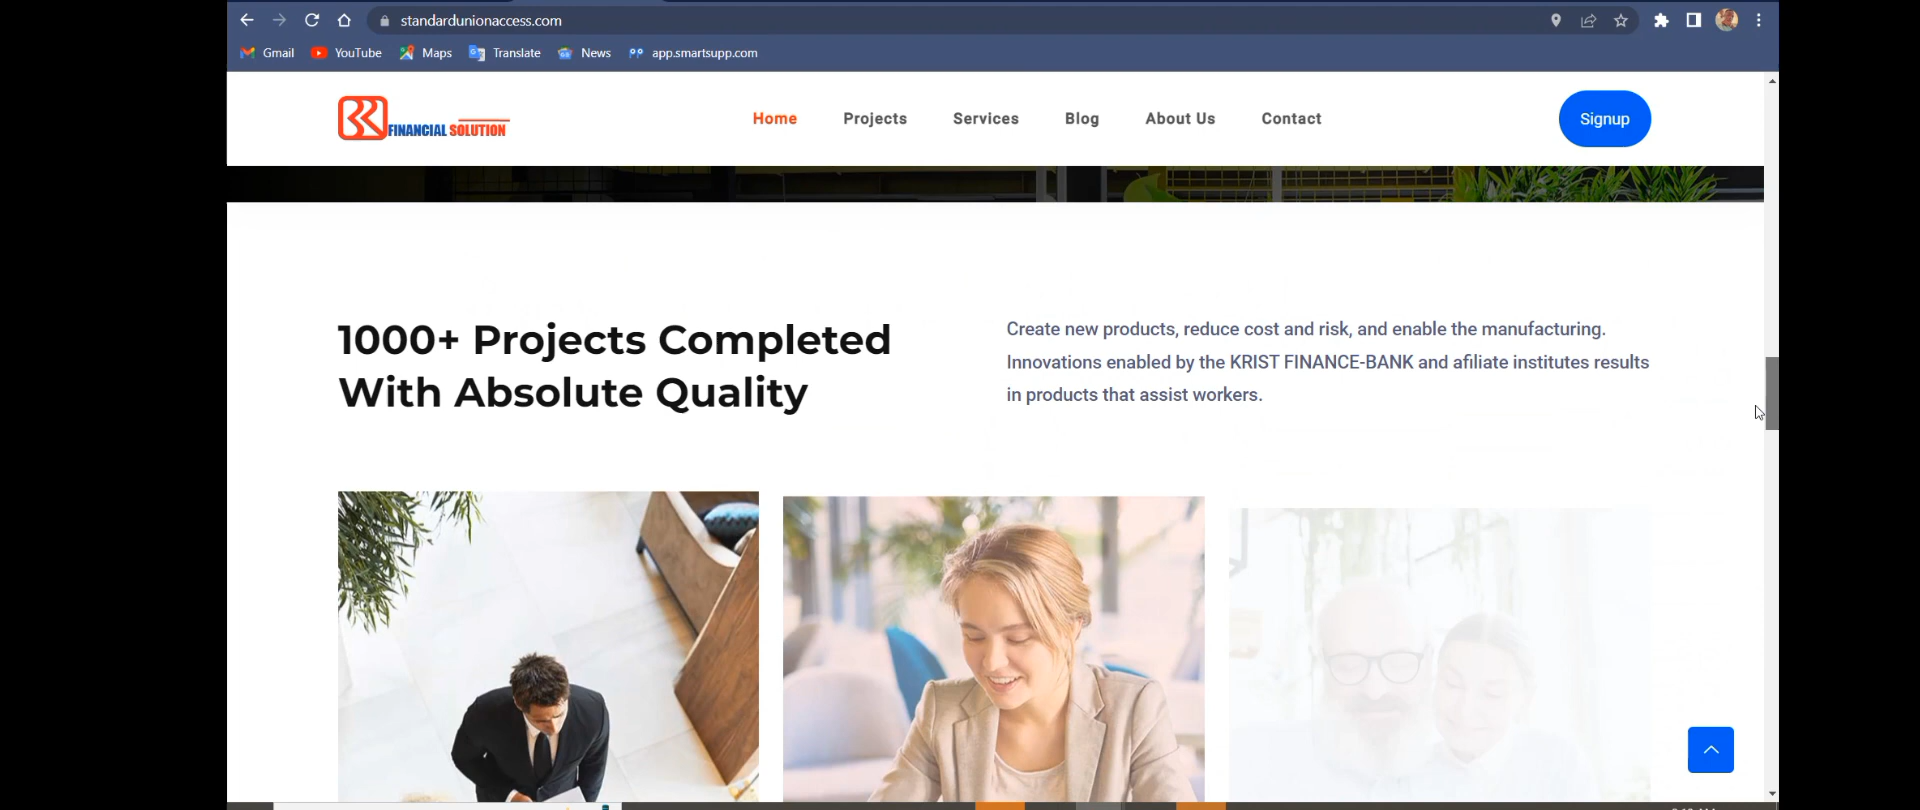 standardunionaccess.com
Gmail YouTube Maps Translate News app.smartsupp.com
FINANCIAL SOLUTION
Home Projects Services Blog About Us Contact Signup
1000+ Projects Completed
With Absolute Quality
Create new products, reduce cost and risk, and enable the manufacturing.
Innovations enabled by the KRIST FINANCE-BANK and afiliate institutes results
in products that assist workers.